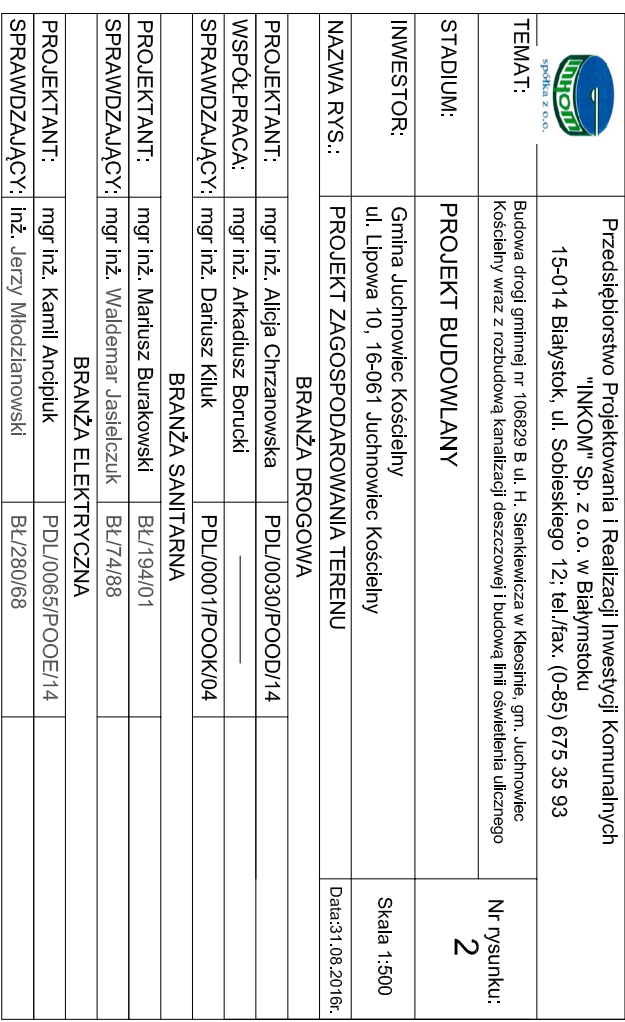 INKOM
spółka z o.o.
Przedsiębiorstwo Projektowania i Realizacji Inwestycji Komunalnych
"INKOM" Sp. z o.o. w Białymstoku
15-014 Białystok, ul. Sobieskiego 12; tel./fax. (0-85) 675 35 93
TEMAT:
Budowa drogi gminnej nr 106829 B ul. H. Sienkiewicza w Kleosinie, gm. Juchnowiec
Kościelny wraz z rozbudową kanalizacji deszczowej i budową linii oświetlenia ulicznego
Nr rysunku:
2
STADIUM:
PROJEKT BUDOWLANY
INWESTOR:
Gmina Juchnowiec Kościelny
ul. Lipowa 10, 16-061 Juchnowiec Kościelny
Skala 1:500
NAZWA RYS.:
PROJEKT ZAGOSPODAROWANIA TERENU
Data:31.08.2016r.
BRANŻA DROGOWA
PROJEKTANT: mgr inż. Alicja Chrzanowska PDL/0030/POOD/14
WSPÓŁPRACA: mgr inż. Arkadiusz Borucki
SPRAWDZAJĄCY: mgr inż. Dariusz Kiluk PDL/0001/POOK/04
BRANŻA SANITARNA
PROJEKTANT: mgr inż. Mariusz Burakowski BŁ/194/01
SPRAWDZAJĄCY: mgr inż. Waldemar Jasielczuk BŁ/74/88
BRANŻA ELEKTRYCZNA
PROJEKTANT: mgr inż. Kamil Ancipiuk PDL/0065/POOE/14
SPRAWDZAJĄCY: inż. Jerzy Młodzianowski BŁ/280/68